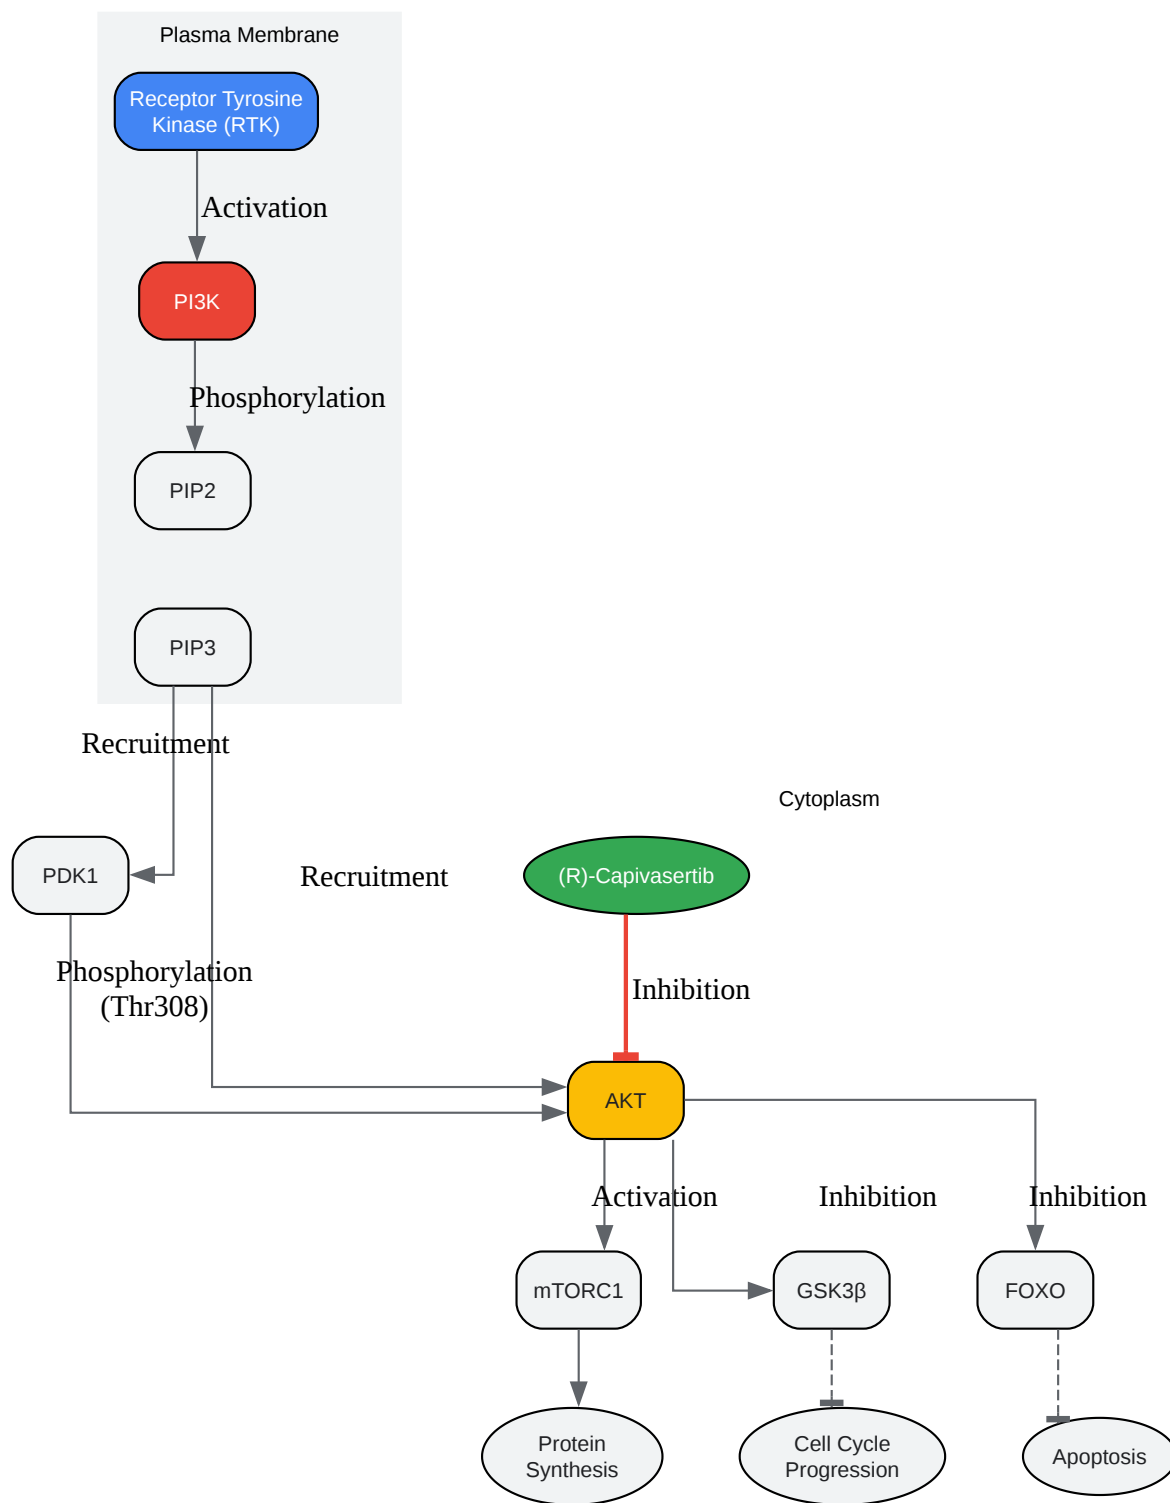 Plasma Membrane
Receptor Tyrosine
Kinase (RTK)
Activation
PI3K
Phosphorylation
PIP2
PIP3
Recruitment
Cytoplasm
PDK1
Recruitment
(R)-Capivasertib
Phosphorylation
(Thr308)
Inhibition
AKT
Activation
Inhibition
Inhibition
mTORC1
GSK3β
FOXO
Protein
Synthesis
Cell Cycle
Progression
Apoptosis